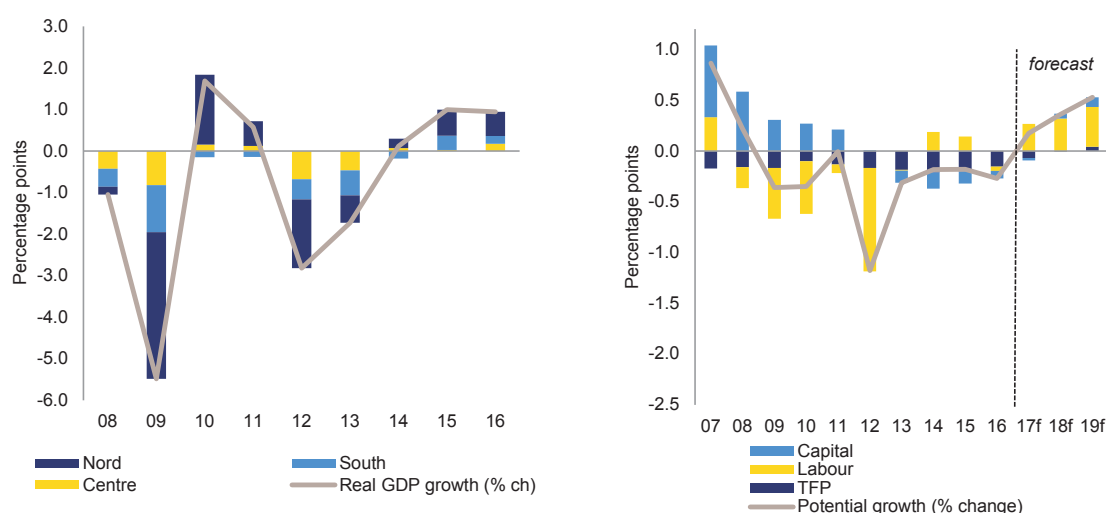 Percentage points
3.0
2.0
1.0
0.0
-1.0
-2.0
-3.0
-4.0
-5.0
-6.0
08 09 10 11 12 13 14 15 16
Nord
South
Centre
Real GDP growth (% ch)
Percentage points
1.0
0.5
0.0
-0.5
-1.0
-1.5
-2.0
-2.5
forecast
07 08 09 10 11 12 13 14 15 16 17f 18f 19f
Capital
Labour
TFP
Potential growth (% change)